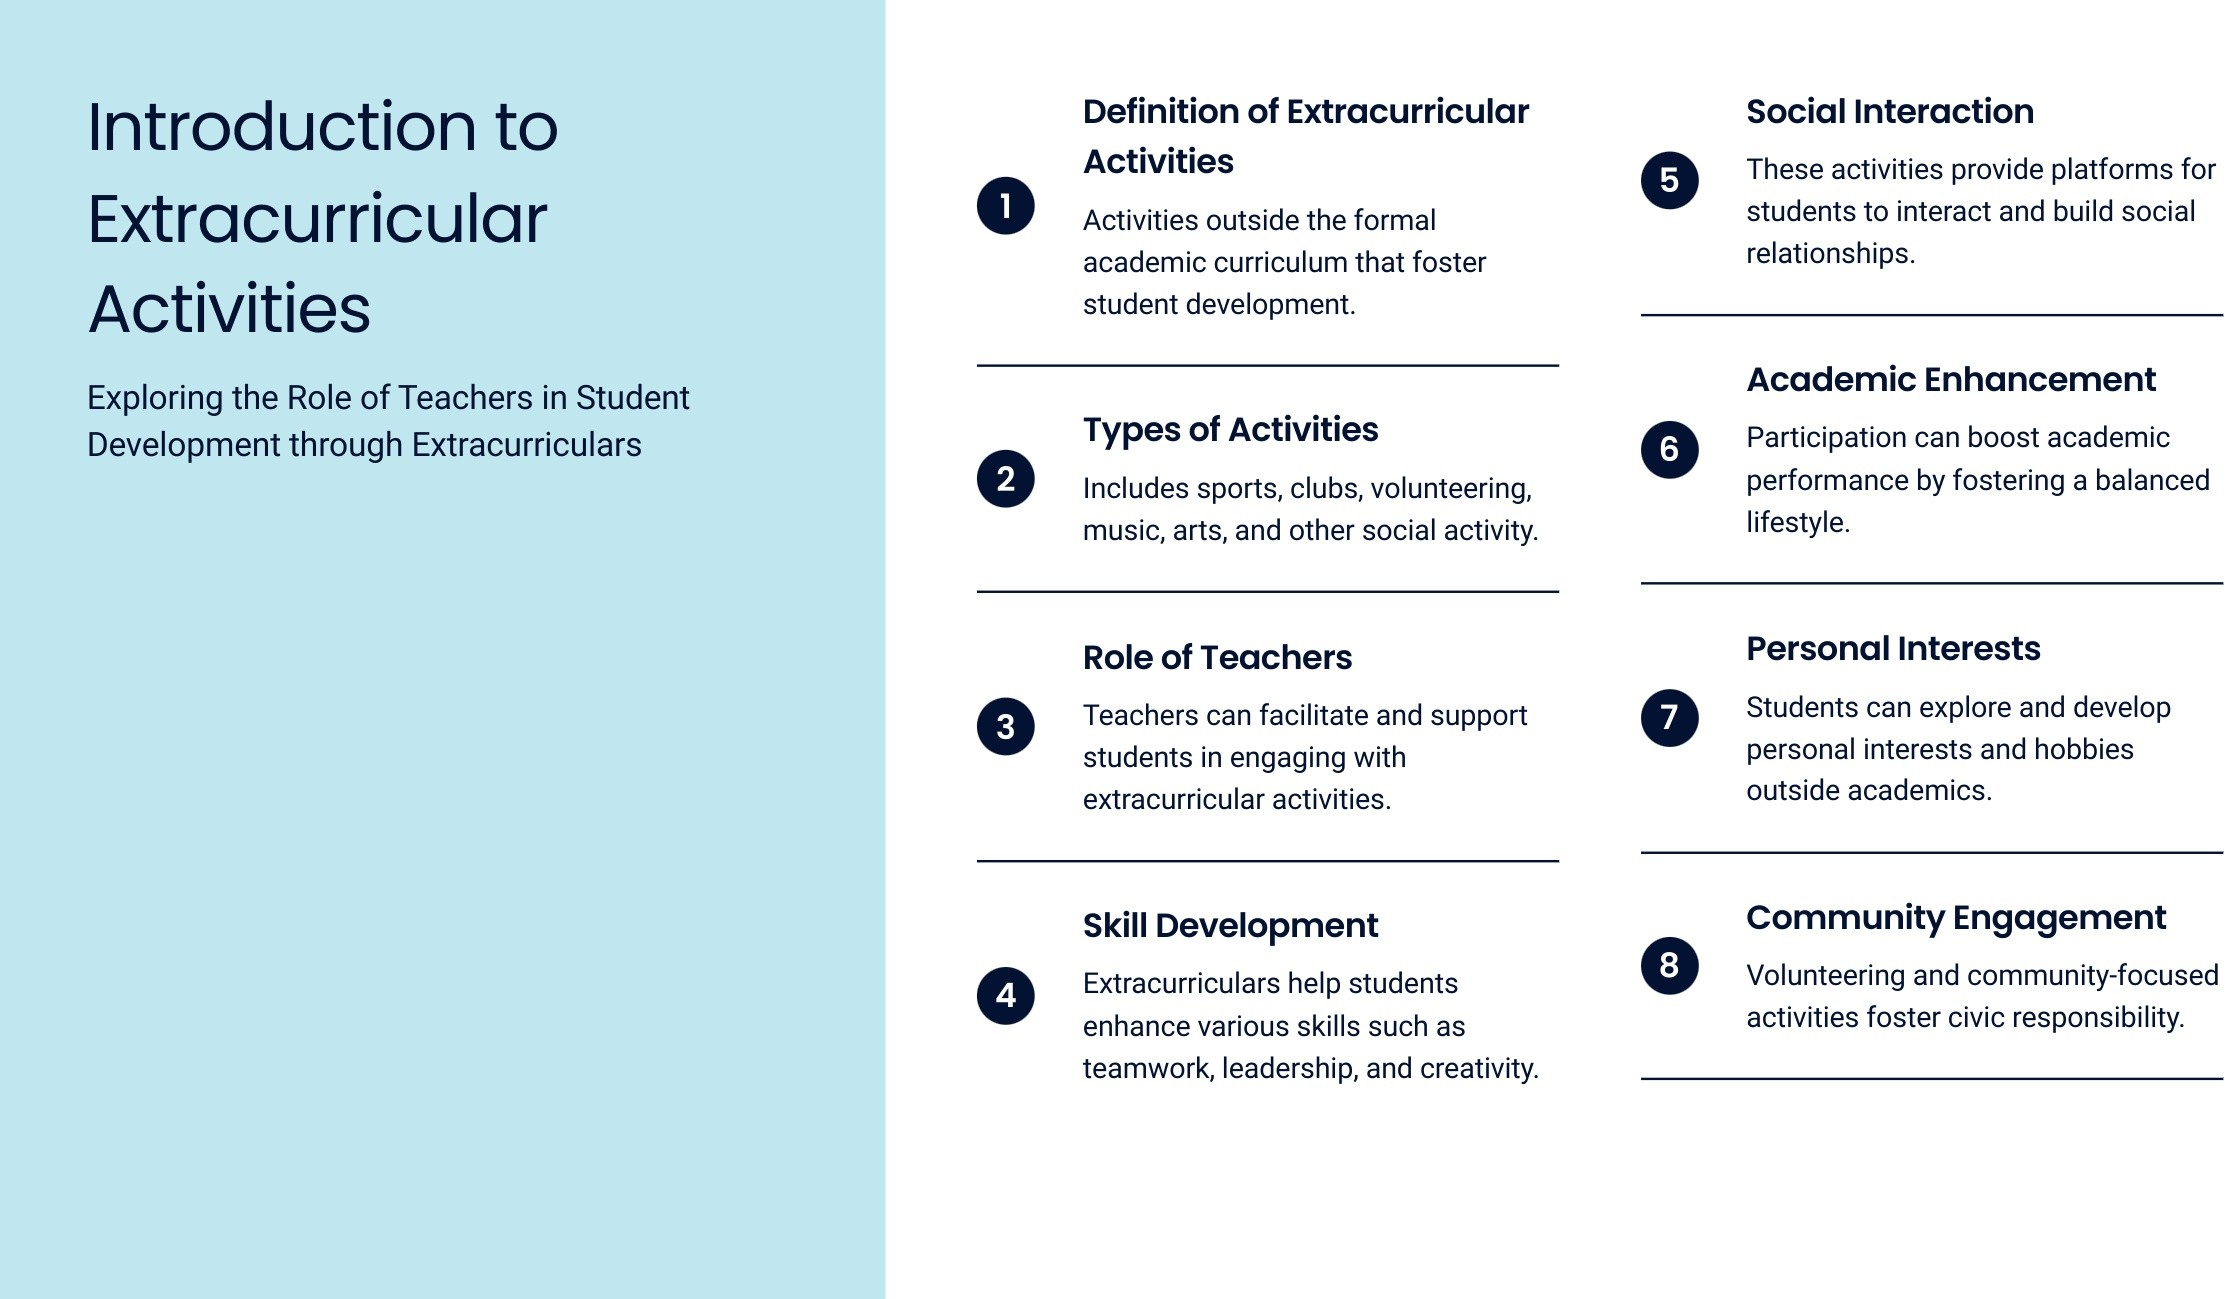 Introduction to
Extracurricular
Activities
Exploring the Role of Teachers in Student
Development through Extracurriculars
1
Definition of Extracurricular
Activities
Activities outside the formal
academic curriculum that foster
student development.
2
Types of Activities
Includes sports, clubs, volunteering,
music, arts, and other social activity.
3
Role of Teachers
Teachers can facilitate and support
students in engaging with
extracurricular activities.
4
Skill Development
Extracurriculars help students
enhance various skills such as
teamwork, leadership, and creativity.
5
Social Interaction
These activities provide platforms for
students to interact and build social
relationships.
6
Academic Enhancement
Participation can boost academic
performance by fostering a balanced
lifestyle.
7
Personal Interests
Students can explore and develop
personal interests and hobbies
outside academics.
8
Community Engagement
Volunteering and community-focused
activities foster civic responsibility.